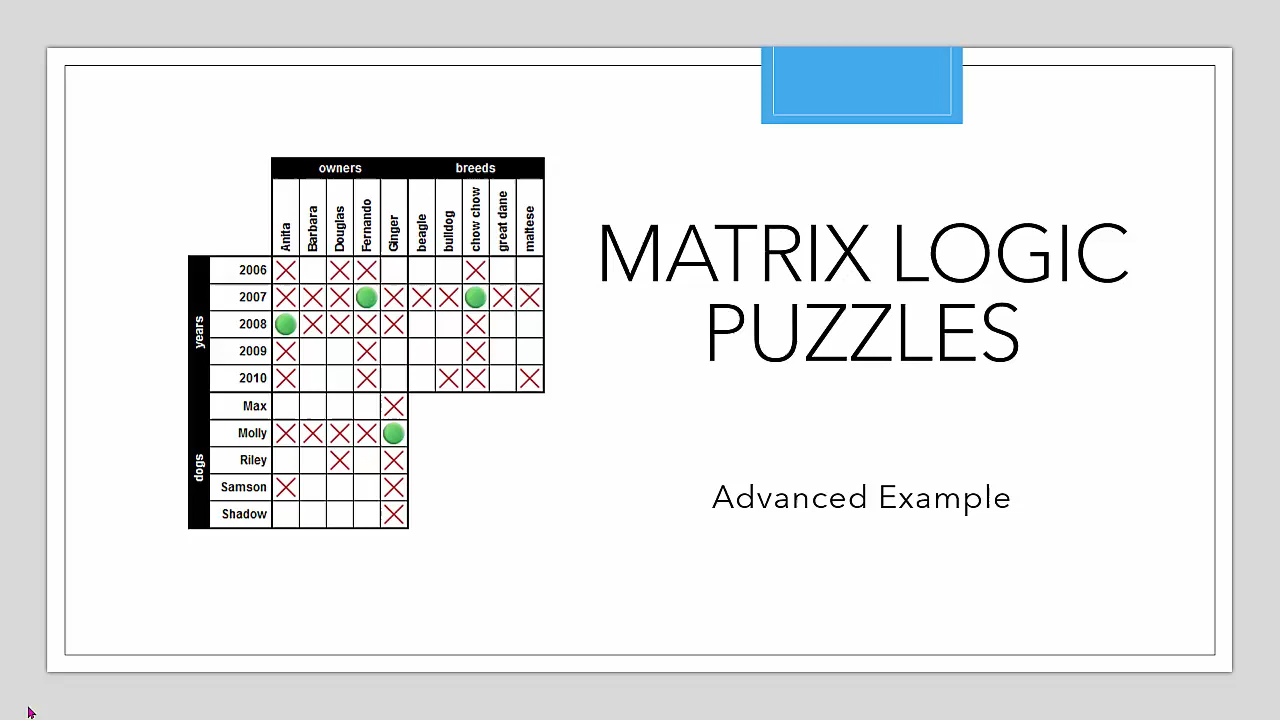 owners breeds
Anita Barbara Douglas Fernando Ginger beagle bulldog chow chow great dane maltese
years
2006
2007
2008
2009
2010
dogs
Max
Molly
Riley
Samson
Shadow
MATRIX LOGIC
PUZZLES
Advanced Example